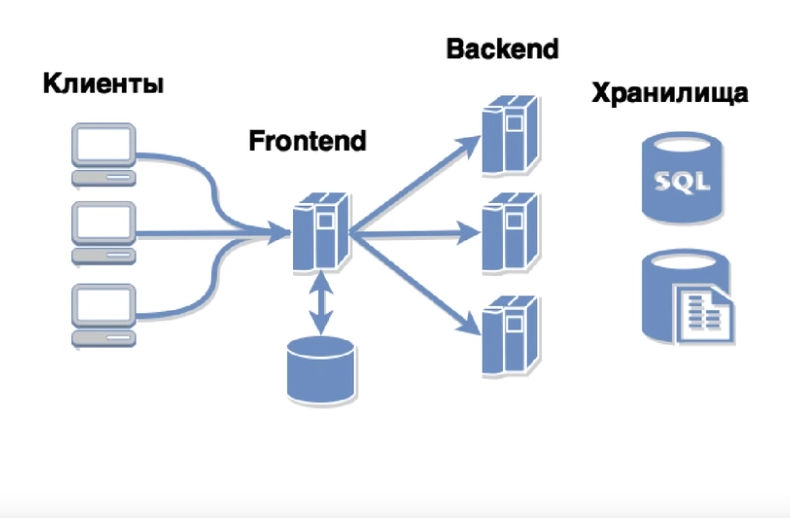 Клиенты
Frontend
Backend
Хранилища
SQL